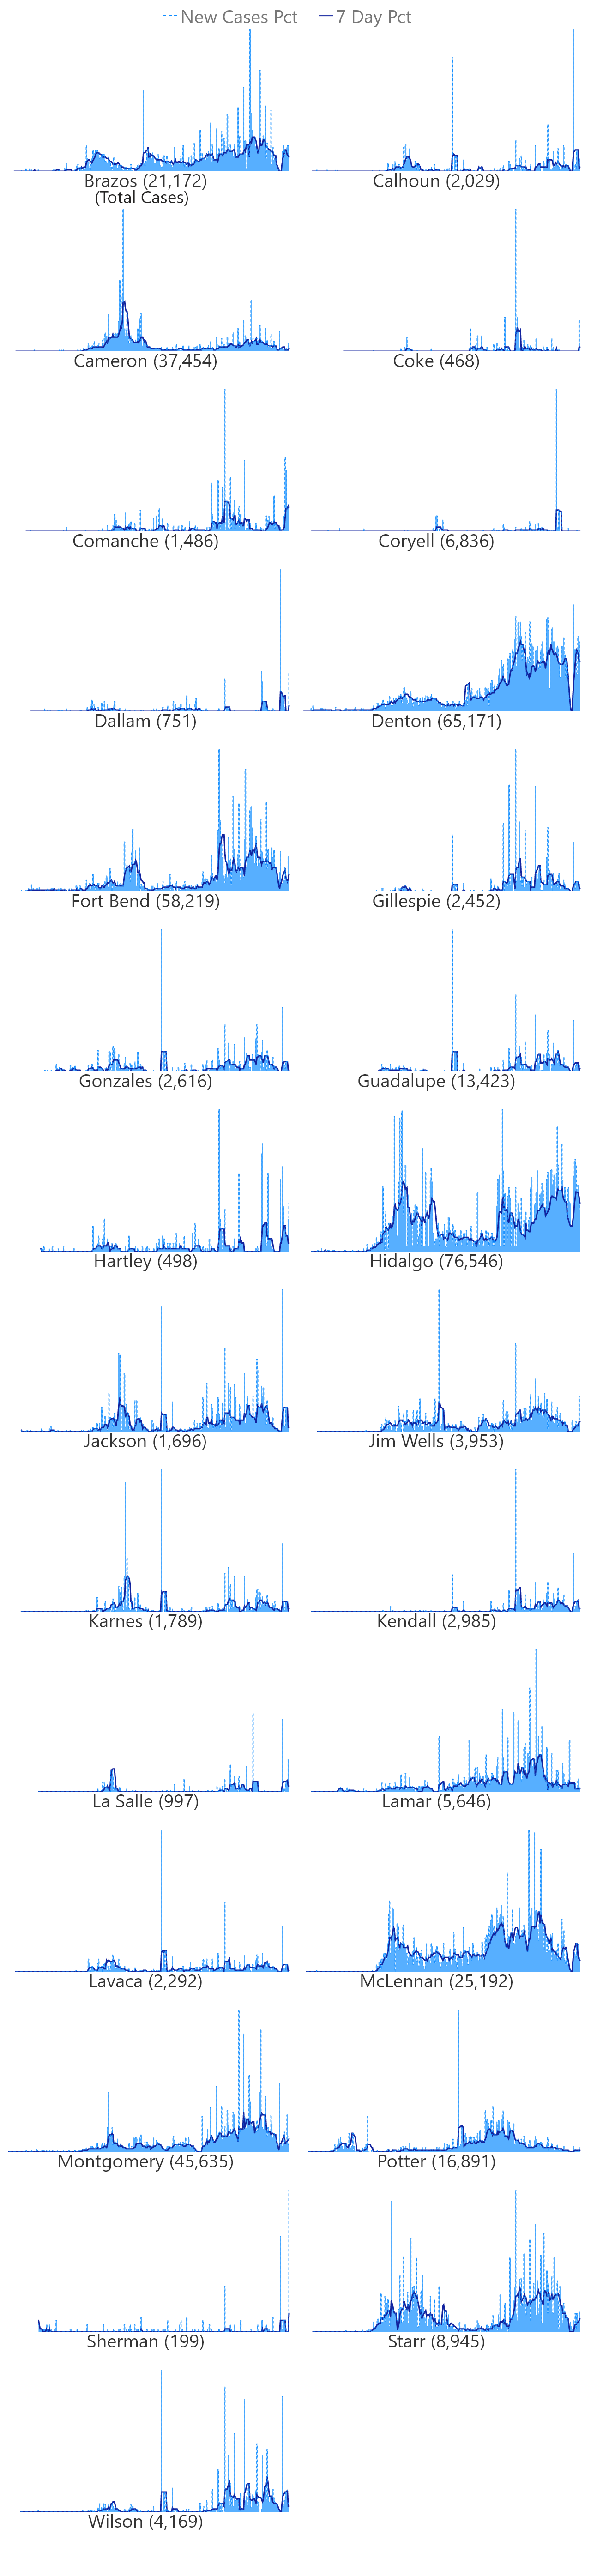 New Cases Pct 7 Day Pct
Brazos (21,172) Calhoun (2,029)
(Total Cases)
Cameron (37,454) Coke (468)
Comanche (1,486) Coryell (6,836)
Dallam (751) Denton (65,171)
Fort Bend (58,219) Gillespie (2,452)
Gonzales (2,616) Guadalupe (13,423)
Hartley (498) Hidalgo (76,546)
Jackson (1,696) Jim Wells (3,953)
Karnes (1,789) Kendall (2,985)
La Salle (997) Lamar (5,646)
Lavaca (2,292) McLennan (25,192)
Montgomery (45,635) Potter (16,891)
Sherman (199) Starr (8,945)
Wilson (4,169)